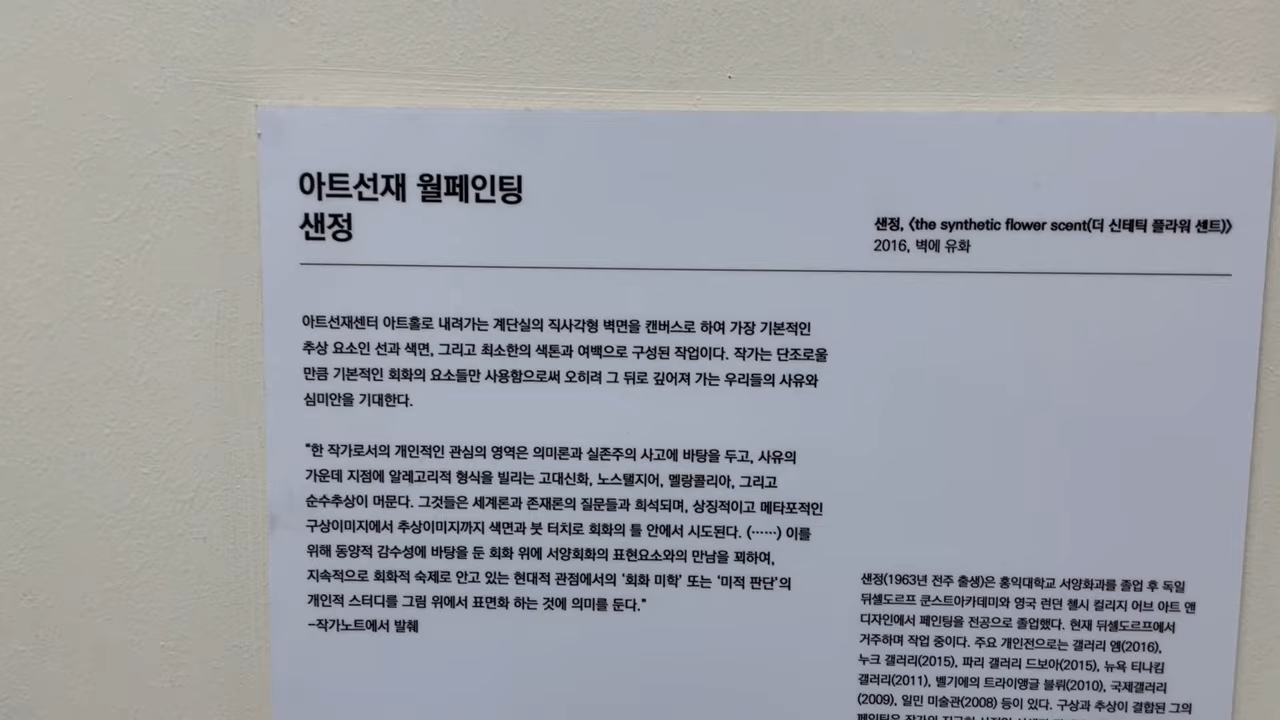 아트선재 월페인팅
샌정
샌정, 〈the synthetic flower scent(더 신테틱 플라워 센트)〉
2016, 벽에 유화
아트선재센터 아트홀로 내려가는 계단실의 직사각형 벽면을 캔버스로 하여 가장 기본적인
추상 요소인 선과 색면, 그리고 최소한의 색톤과 여백으로 구성된 작업이다. 작가는 단조로울
만큼 기본적인 회화의 요소들만 사용함으로써 오히려 그 뒤로 깊어져 가는 우리들의 사유와
심미안을 기대한다.
"한 작가로서의 개인적인 관심의 영역은 의미론과 실존주의 사고에 바탕을 두고, 사유의
가운데 지점에 알레고리적 형식을 빌리는 고대신화, 노스탤지어, 멜랑콜리아, 그리고
순수추상이 머문다. 그것들은 세계론과 존재론의 질문들과 희석되며, 상징적이고 메타포적인
구상이미지에서 추상이미지까지 색면과 붓 터치로 회화의 틀 안에서 시도된다. (……) 이를
위해 동양적 감수성에 바탕을 둔 회화 위에 서양회화의 표현요소와의 만남을 꾀하여,
지속적으로 회화적 숙제로 안고 있는 현대적 관점에서의 '회화 미학' 또는 '미적 판단'의
개인적 스터디를 그림 위에서 표면화 하는 것에 의미를 둔다."
–작가노트에서 발췌
샌정(1963년 전주 출생)은 홍익대학교 서양화과를 졸업 후 독일
뒤셀도르프 쿤스트아카데미와 영국 런던 첼시 컬리지 어브 아트 앤
디자인에서 페인팅을 전공으로 졸업했다. 현재 뒤셀도르프에서
거주하며 작업 중이다. 주요 개인전으로는 갤러리 엠(2016),
누크 갤러리(2015), 파리 갤러리 드보아(2015), 뉴욕 티나킴
갤러리(2011), 벨기에의 트라이앵글 블뤼(2010), 국제갤러리
(2009), 일민 미술관(2008) 등이 있다. 구상과 추상이 결합된 그의